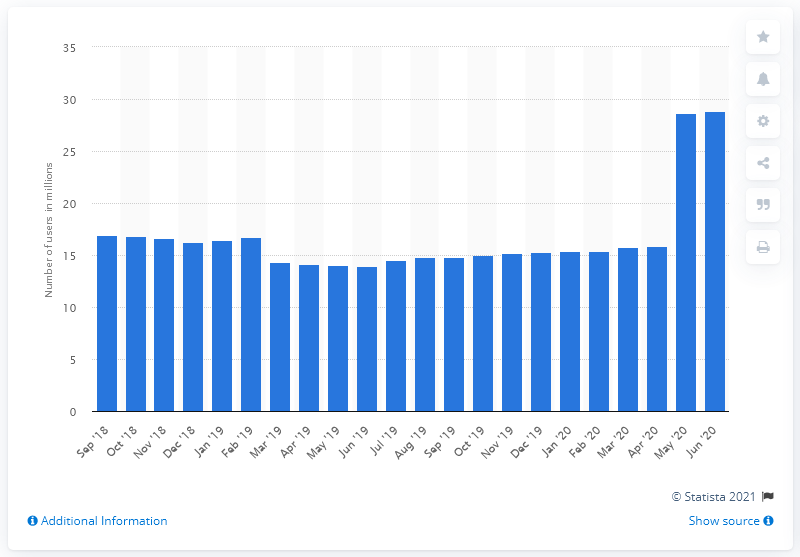 35
30
25
20
15
10
5
0
Number of users in millions
Sep '18
Oct '18
Nov '18
Dec '18
Jan '19
Feb '19
Mar '19
Apr '19
May '19
Jun '19
Jul '19
Aug '19
Sep '19
Oct '19
Nov '19
Dec '19
Jan '20
Feb '20
Mar '20
Apr '20
May '20
Jun '20
© Statista 2021
Additional Information
Show source